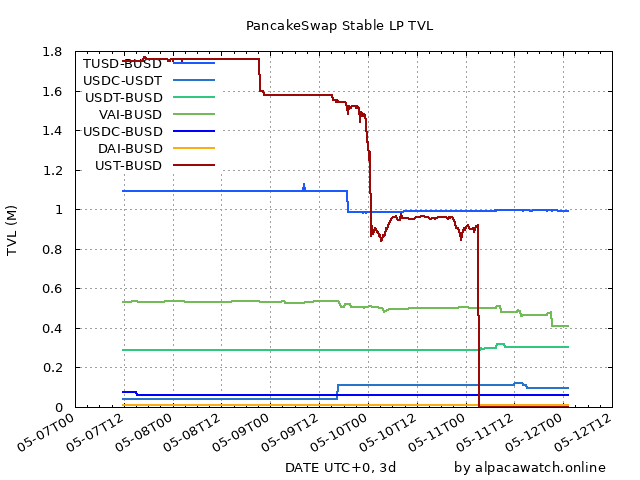 PancakeSwap Stable LP TVL
TVL (M)
1.8
1.6
1.4
1.2
1
0.8
0.6
0.4
0.2
0
TUSD-BUSD
USDC-USDT
USDT-BUSD
VAI-BUSD
USDC-BUSD
DAI-BUSD
UST-BUSD
05-07T00
05-07T12
05-08T00
05-08T12
05-09T00
05-09T12
05-10T00
05-10T12
05-11T00
05-11T12
05-12T00
05-12T12
DATE UTC+0, 3d
by alpacawatch.online